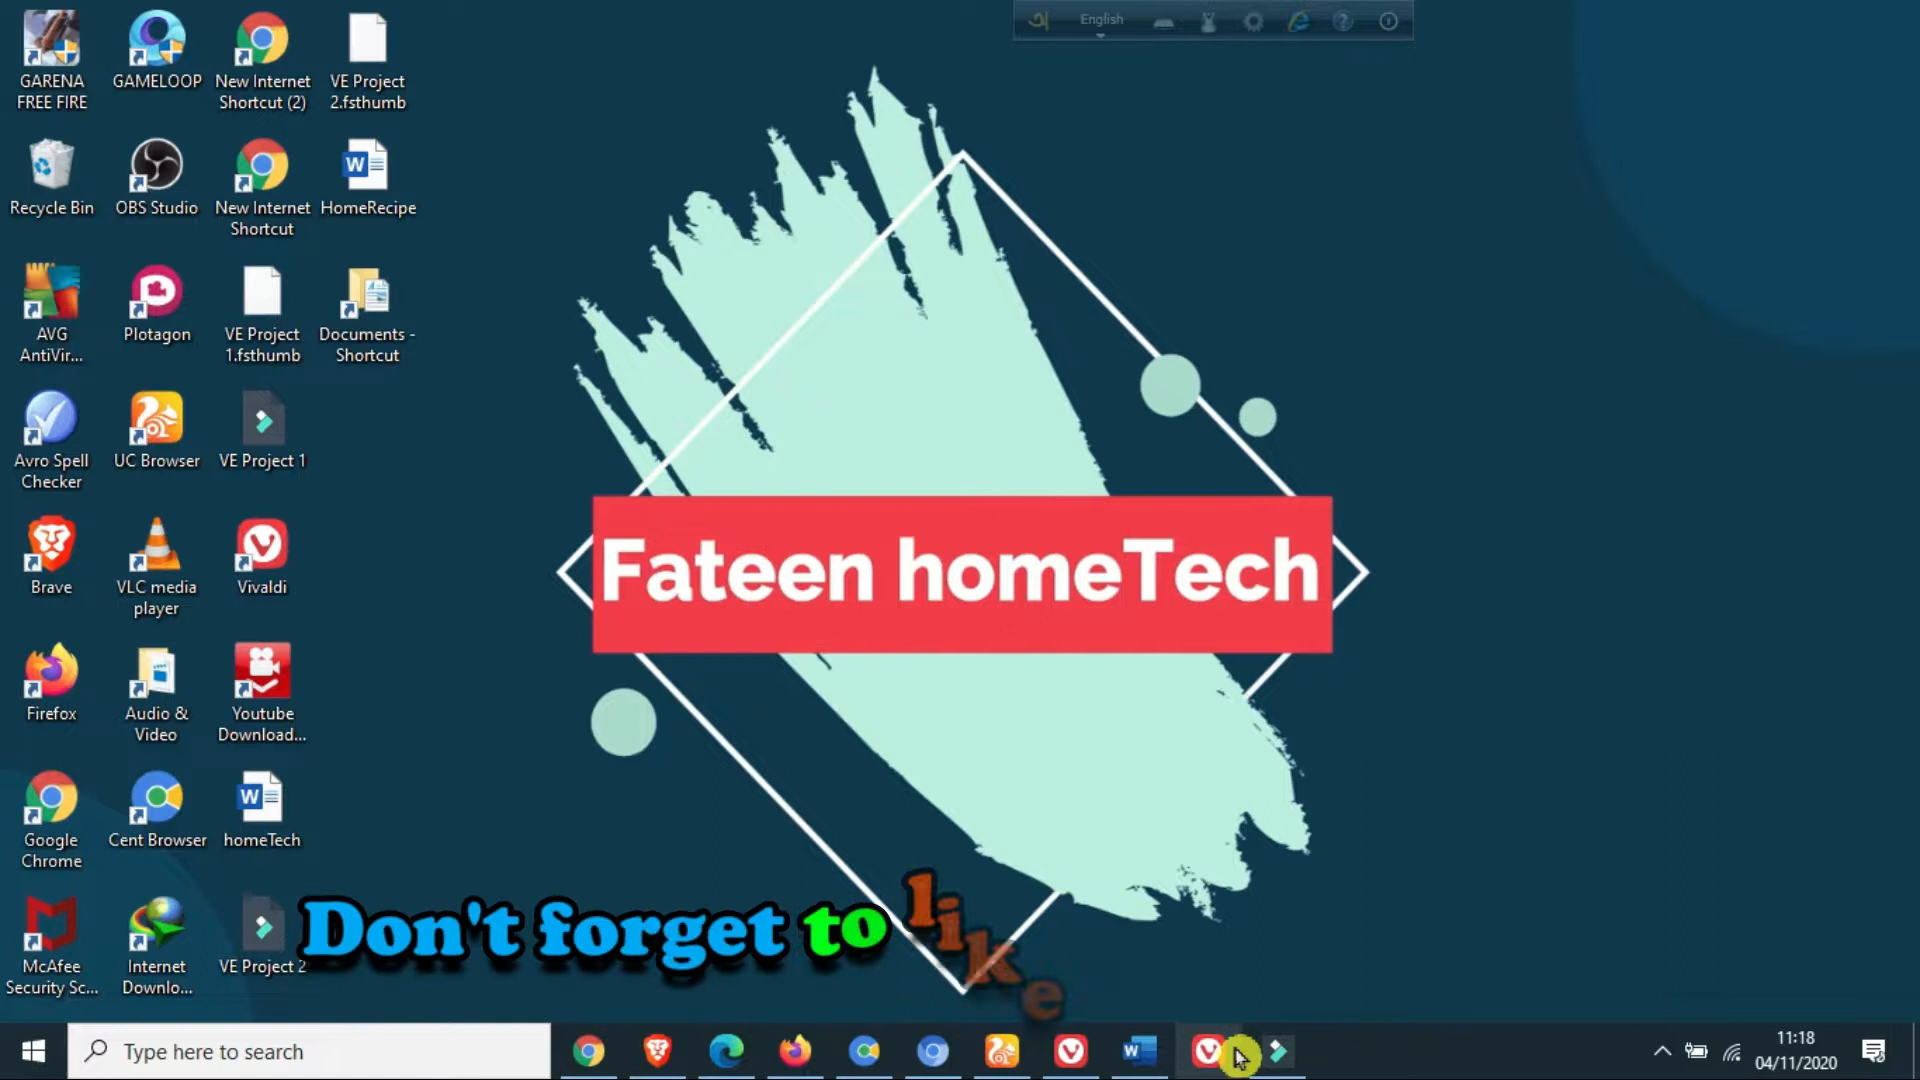 English
GARENA
FREE FIRE
GAMELOOP
New Internet
Shortcut (2)
VE Project
2.fsthumb
Recycle Bin
OBS Studio
New Internet
Shortcut
HomeRecipe
AVG
AntiVir...
Plotagon
VE Project
1.fsthumb
Documents -
Shortcut
Avro Spell
Checker
UC Browser
VE Project 1
Brave
VLC media
player
Vivaldi
Fateen homeTech
Firefox
Audio &
Video
Youtube
Download...
Google
Chrome
Cent Browser
homeTech
McAfee
Security Sc...
Internet
Downlo...
VE Project 2
Don't forget to like
Type here to search
11:18
04/11/2020